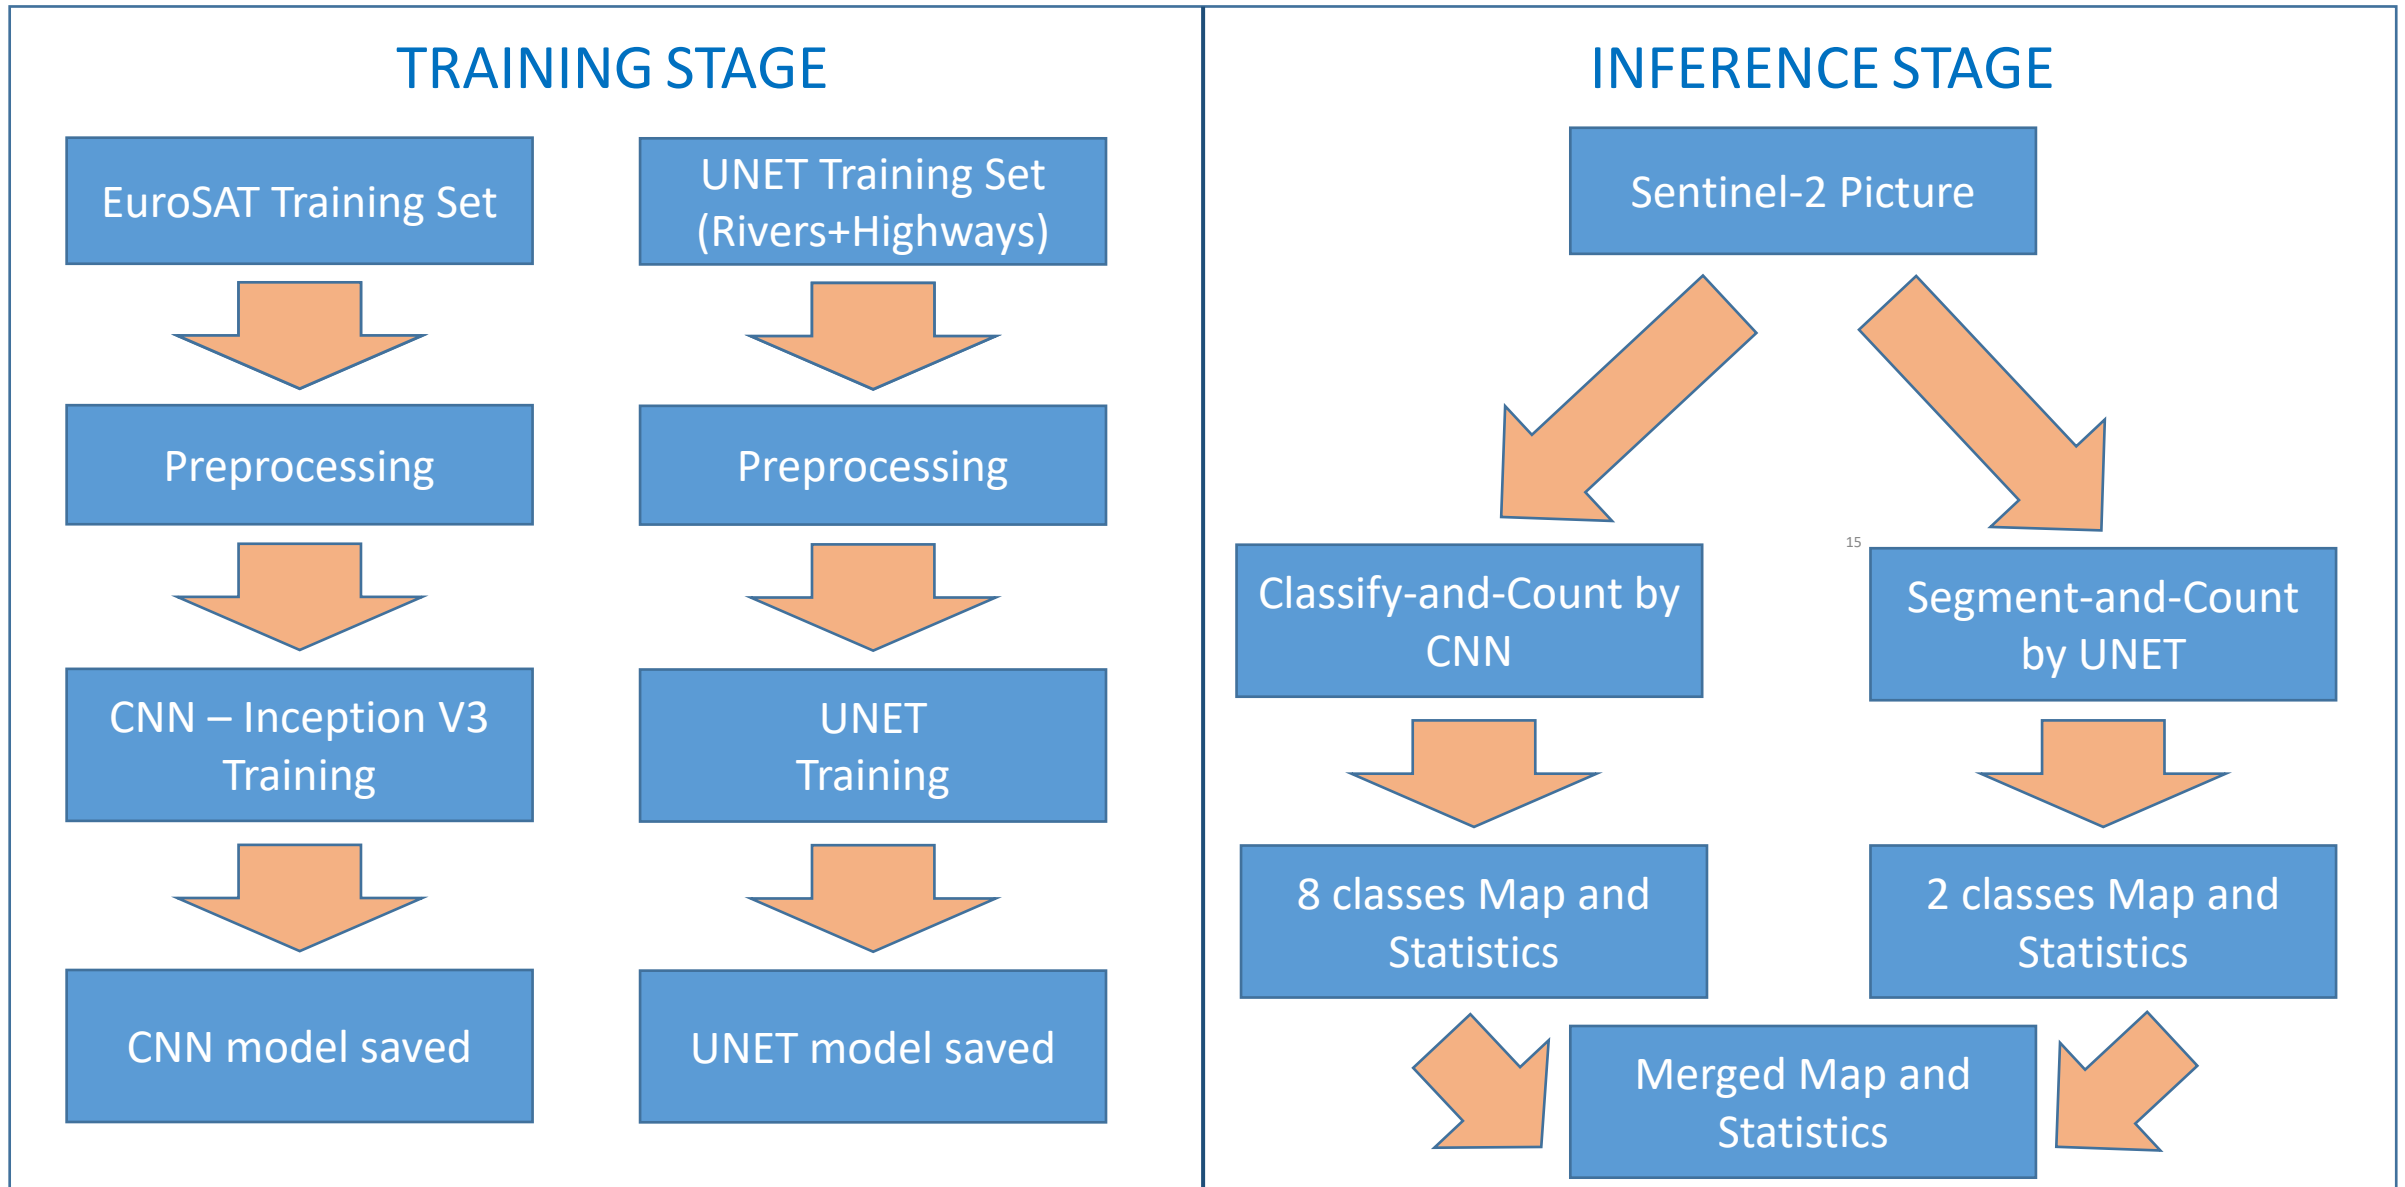 TRAINING STAGE
EuroSAT Training Set
UNET Training Set
(Rivers+Highways)
Preprocessing
Preprocessing
CNN – Inception V3
Training
UNET
Training
CNN model saved
UNET model saved
INFERENCE STAGE
Sentinel-2 Picture
15
Classify-and-Count by
CNN
Segment-and-Count
by UNET
8 classes Map and
Statistics
2 classes Map and
Statistics
Merged Map and
Statistics